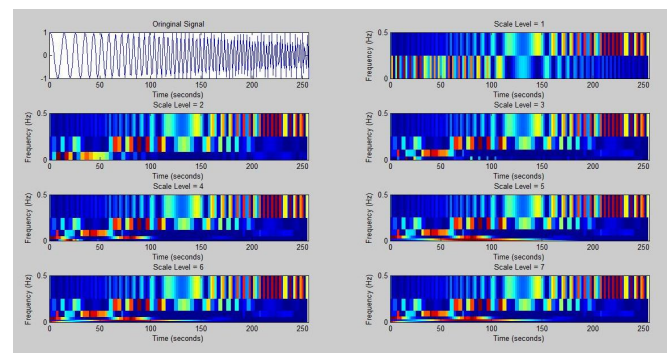 Oringinal Signal
1
0
-1
0 50 100 150 200 250
Time (seconds)
Scale Level = 1
Frequency (Hz)
0.5
0
0 50 100 150 200 250
Time (seconds)
Scale Level = 2
Frequency (Hz)
0.5
0
0 50 100 150 200 250
Time (seconds)
Scale Level = 3
Frequency (Hz)
0.5
0
0 50 100 150 200 250
Time (seconds)
Scale Level = 4
Frequency (Hz)
0.5
0
0 50 100 150 200 250
Time (seconds)
Scale Level = 5
Frequency (Hz)
0.5
0
0 50 100 150 200 250
Time (seconds)
Scale Level = 6
Frequency (Hz)
0.5
0
0 50 100 150 200 250
Time (seconds)
Scale Level = 7
Frequency (Hz)
0.5
0
0 50 100 150 200 250
Time (seconds)